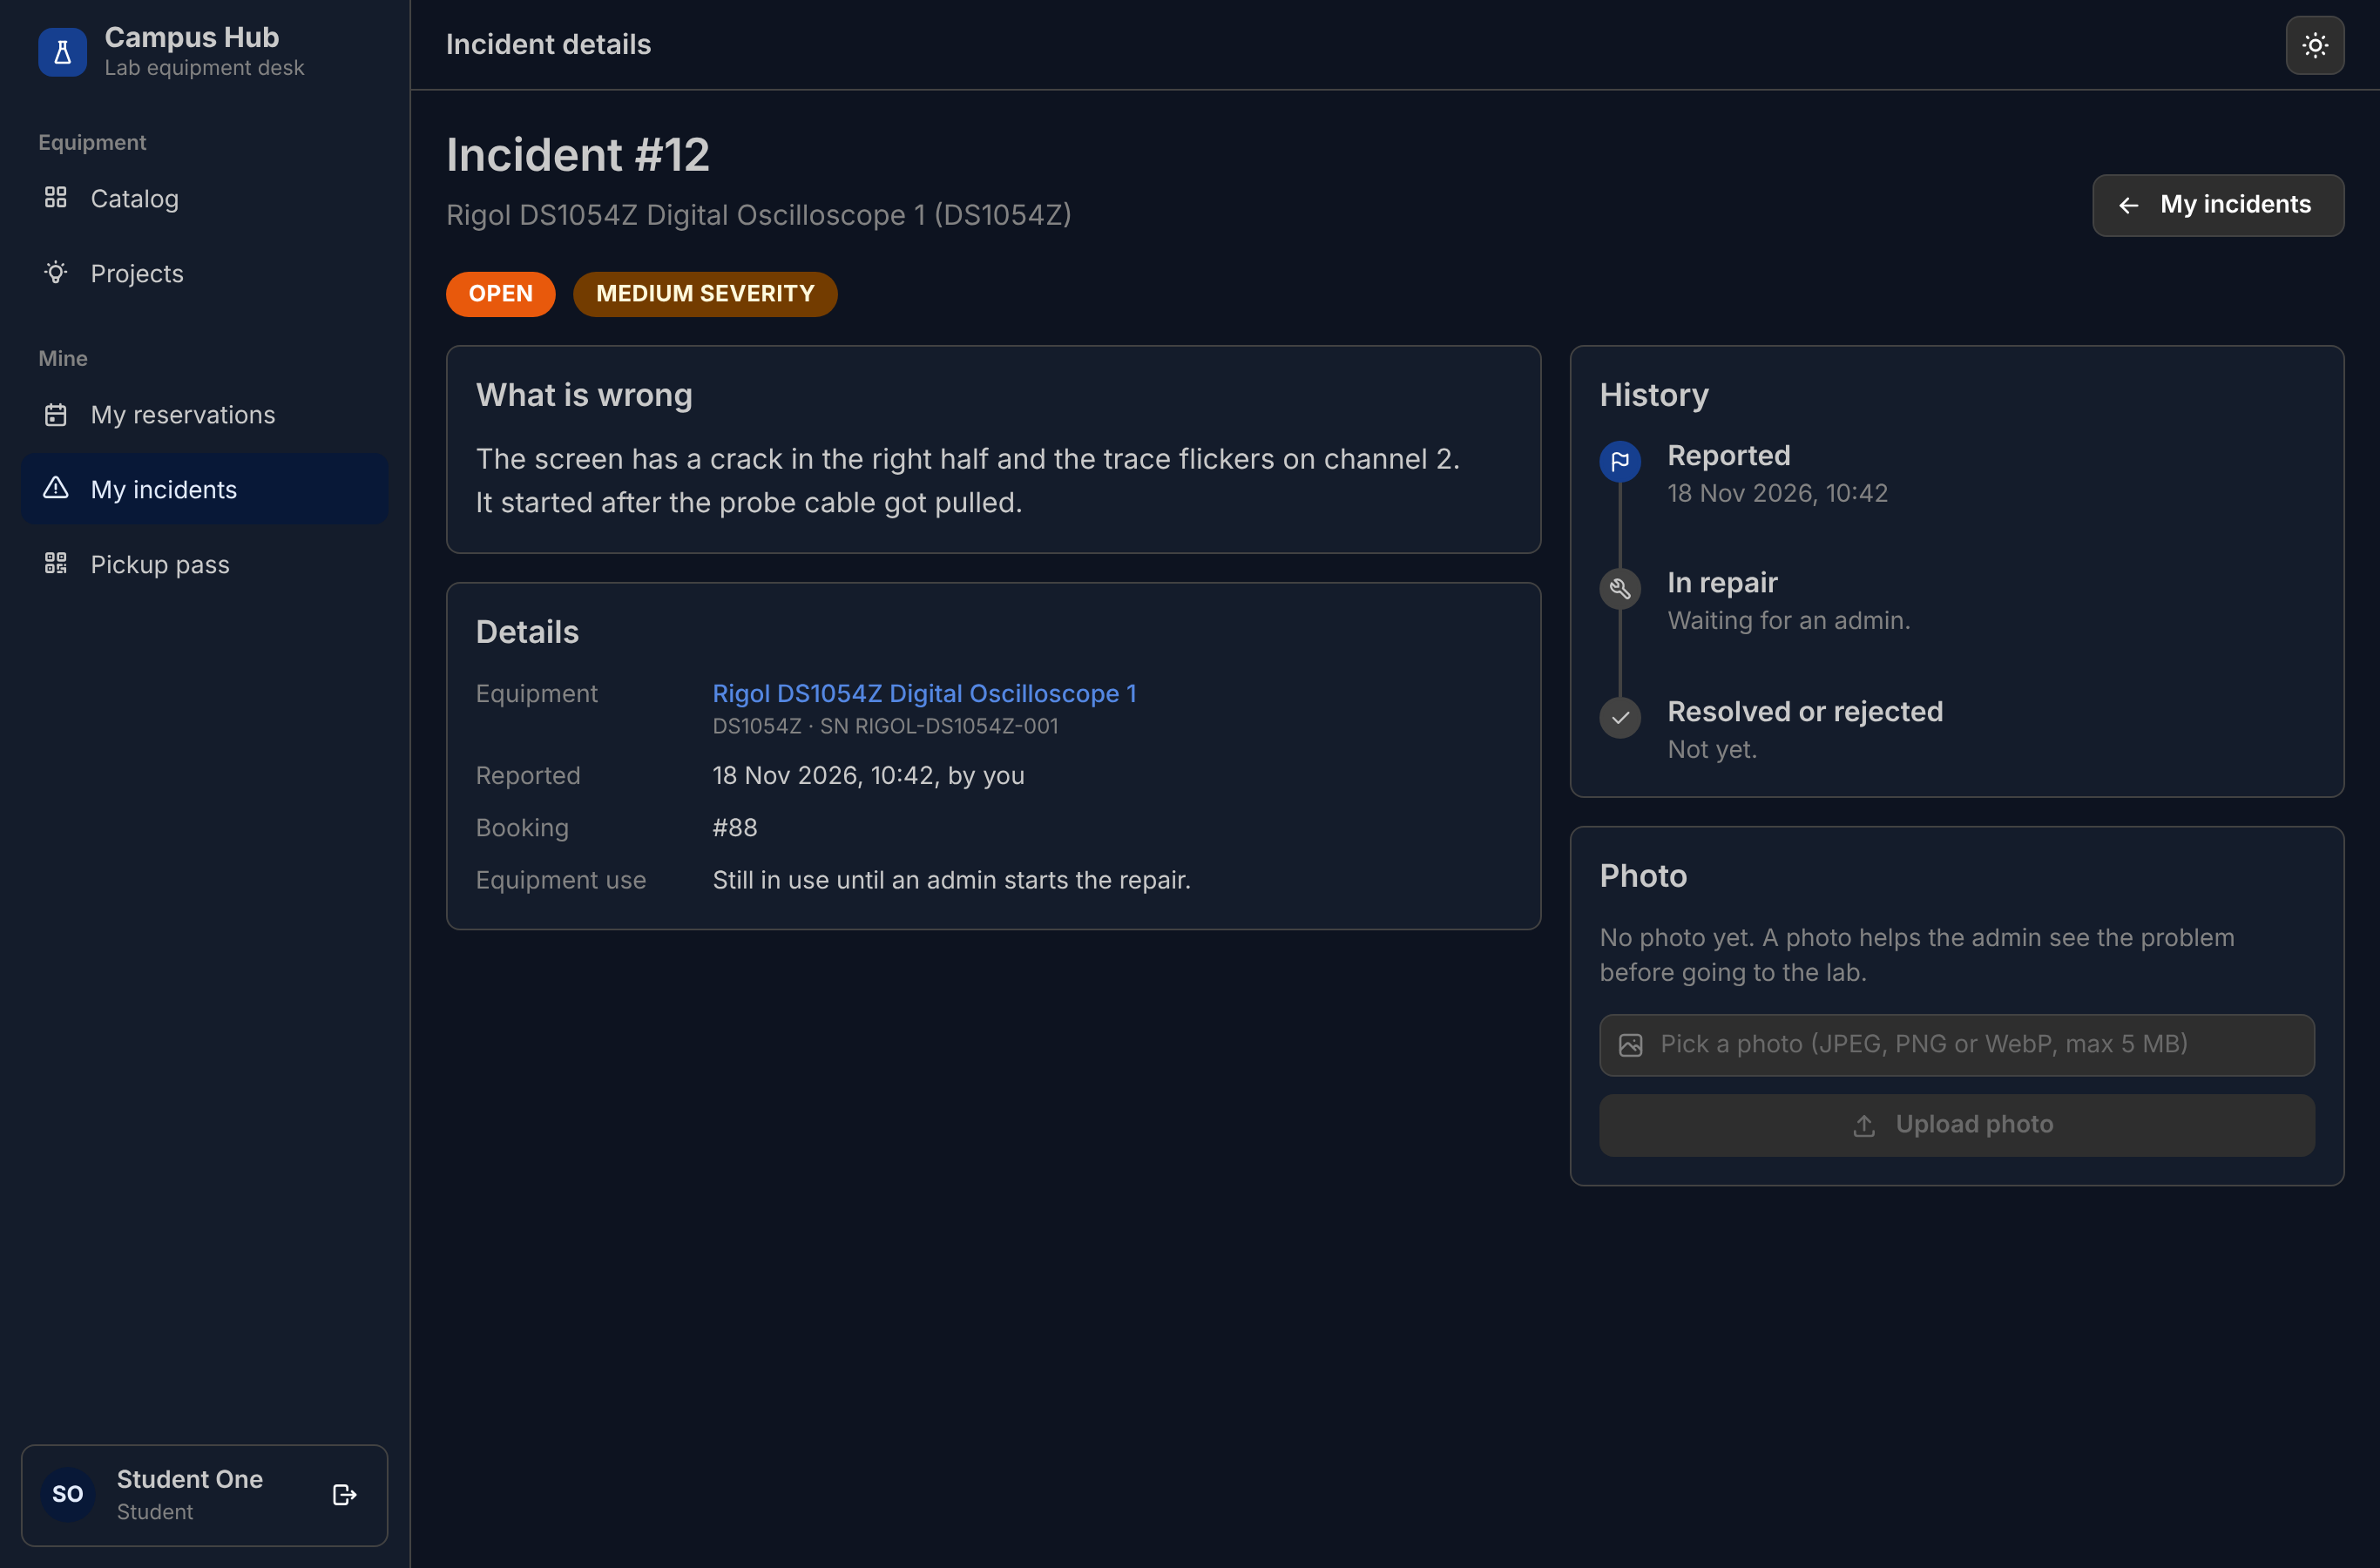 Campus Hub
Lab equipment desk
Equipment
Catalog
Projects
Mine
My reservations
My incidents
Pickup pass
SO
Student One
Student
Incident details
Incident #12
Rigol DS1054Z Digital Oscilloscope 1 (DS1054Z)
My incidents
OPEN
MEDIUM SEVERITY
What is wrong
The screen has a crack in the right half and the trace flickers on channel 2.
It started after the probe cable got pulled.
Details
Equipment
Rigol DS1054Z Digital Oscilloscope 1
DS1054Z · SN RIGOL-DS1054Z-001
Reported
18 Nov 2026, 10:42, by you
Booking
#88
Equipment use
Still in use until an admin starts the repair.
History
Reported
18 Nov 2026, 10:42
In repair
Waiting for an admin.
Resolved or rejected
Not yet.
Photo
No photo yet. A photo helps the admin see the problem
before going to the lab.
Pick a photo (JPEG, PNG or WebP, max 5 MB)
Upload photo